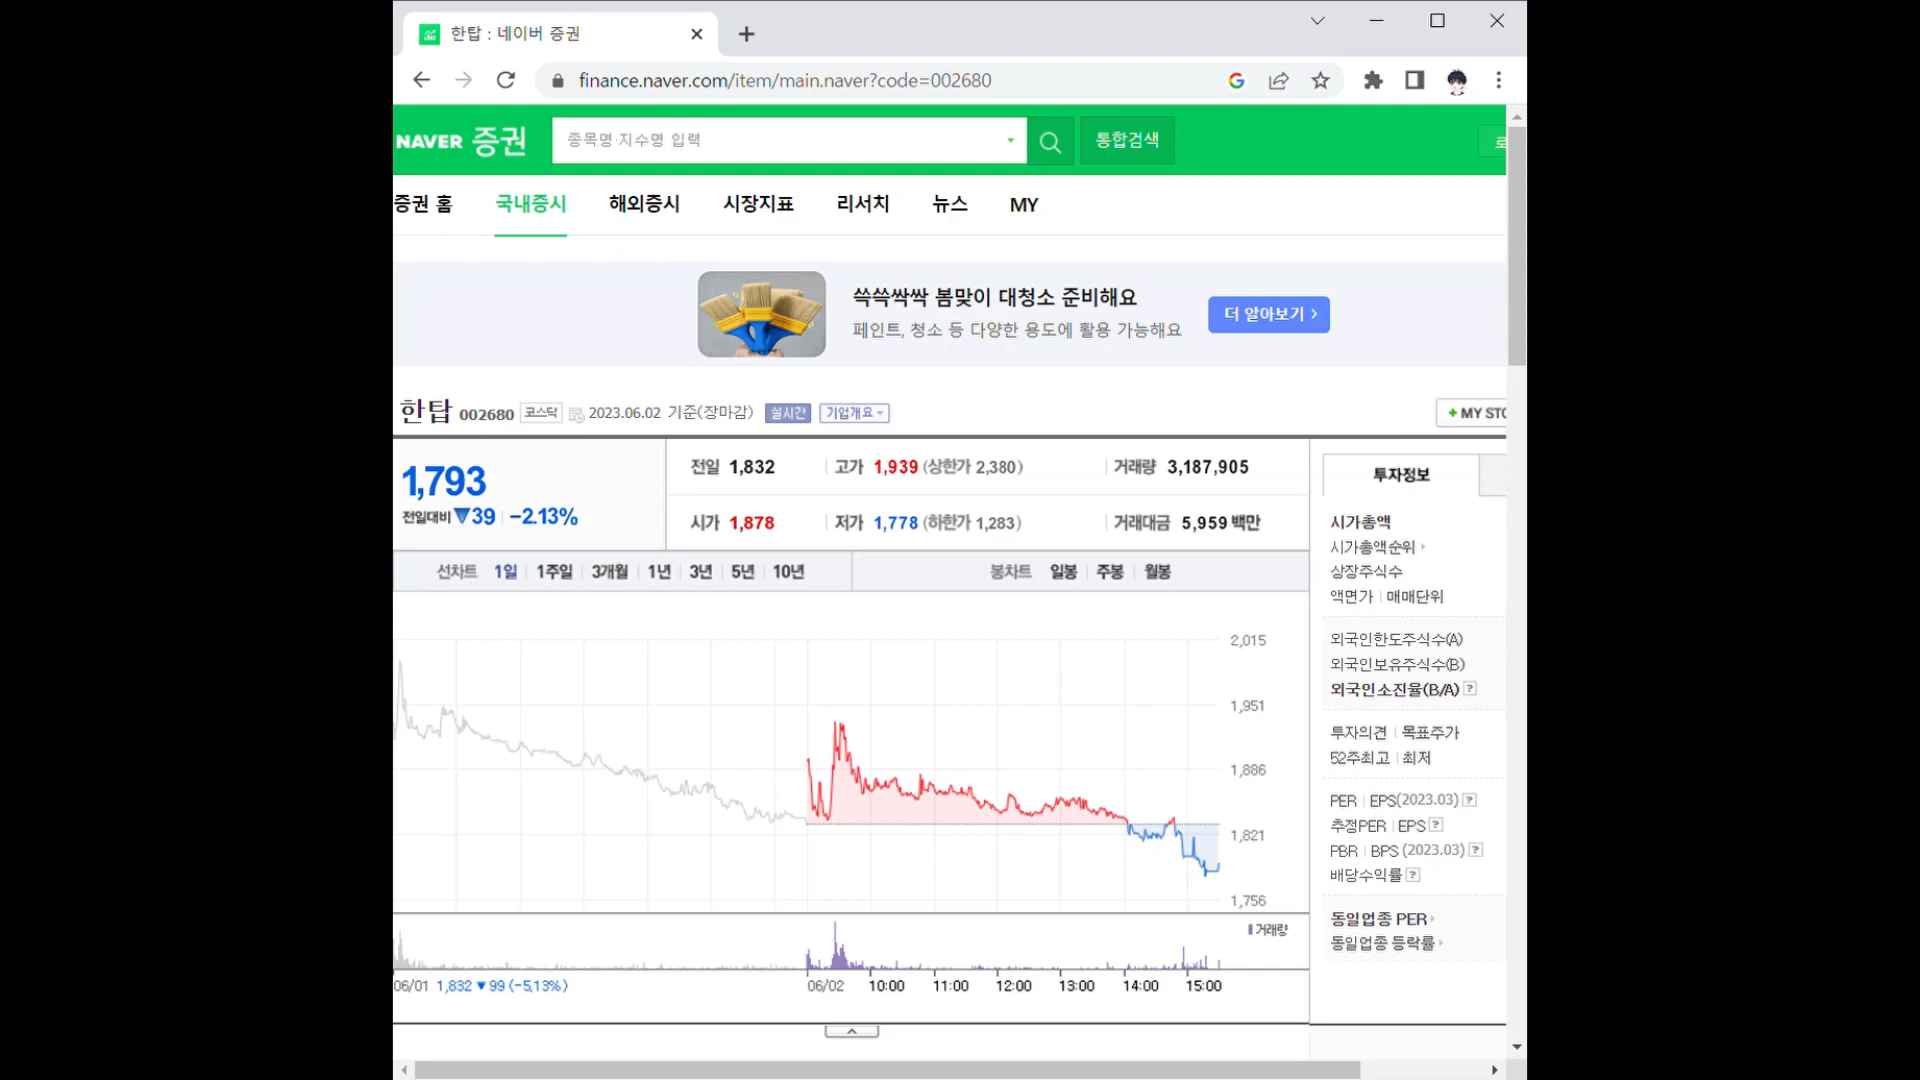 한탑 : 네이버 증권
finance.naver.com/item/main.naver?code=002680
NAVER 증권
종목명·지수명 입력
통합검색
로
증권 홈 국내증시 해외증시 시장지표 리서치 뉴스 MY
쓱쓱싹싹 봄맞이 대청소 준비해요
페인트, 청소 등 다양한 용도에 활용 가능해요
더 알아보기 >
한탑 002680 코스닥 2023.06.02 기준(장마감) 실시간 기업개요
+ MY STO
1,793
전일대비 ▼39 -2.13%
전일 1,832 고가 1,939 (상한가 2,380) 거래량 3,187,905
시가 1,878 저가 1,778 (하한가 1,283) 거래대금 5,959 백만
선차트 1일 1주일 3개월 1년 3년 5년 10년 봉차트 일봉 주봉 월봉
2,015
1,951
1,886
1,821
1,756
거래량
06/01 1,832 ▼ 99 (-5.13%)
06/02 10:00 11:00 12:00 13:00 14:00 15:00
투자정보
시가총액
시가총액순위
상장주식수
액면가 | 매매단위
외국인한도주식수(A)
외국인보유주식수(B)
외국인소진율(B/A) ?
투자의견 | 목표주가
52주최고 | 최저
PER | EPS(2023.03) ?
추정PER | EPS ?
PBR | BPS (2023.03) ?
배당수익률 ?
동일업종 PER
동일업종 등락률